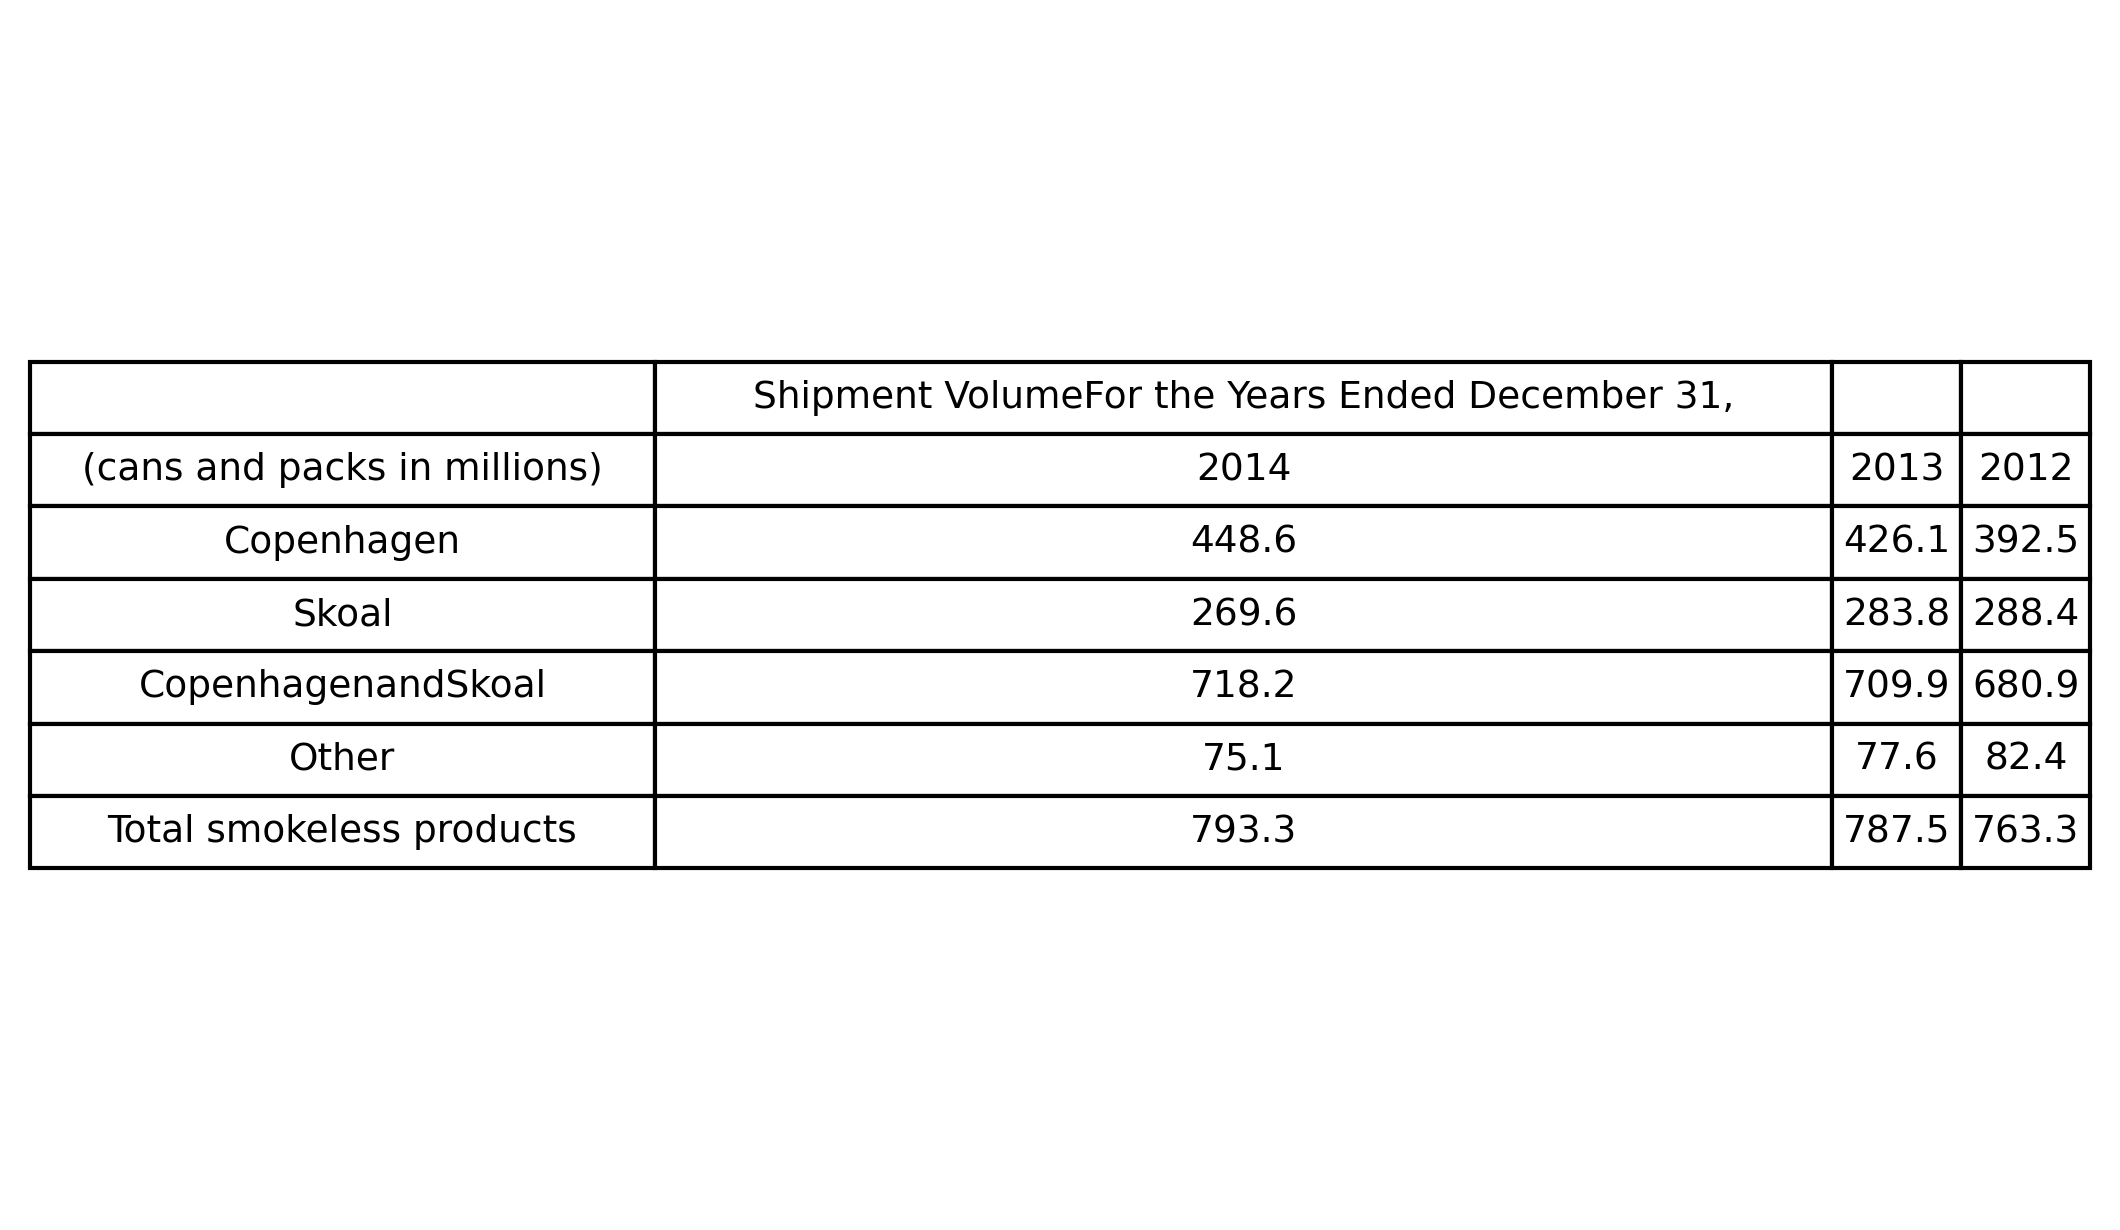 Shipment VolumeFor the Years Ended December 31,
(cans and packs in millions) 2014 2013 2012
Copenhagen 448.6 426.1 392.5
Skoal 269.6 283.8 288.4
CopenhagenandSkoal 718.2 709.9 680.9
Other 75.1 77.6 82.4
Total smokeless products 793.3 787.5 763.3